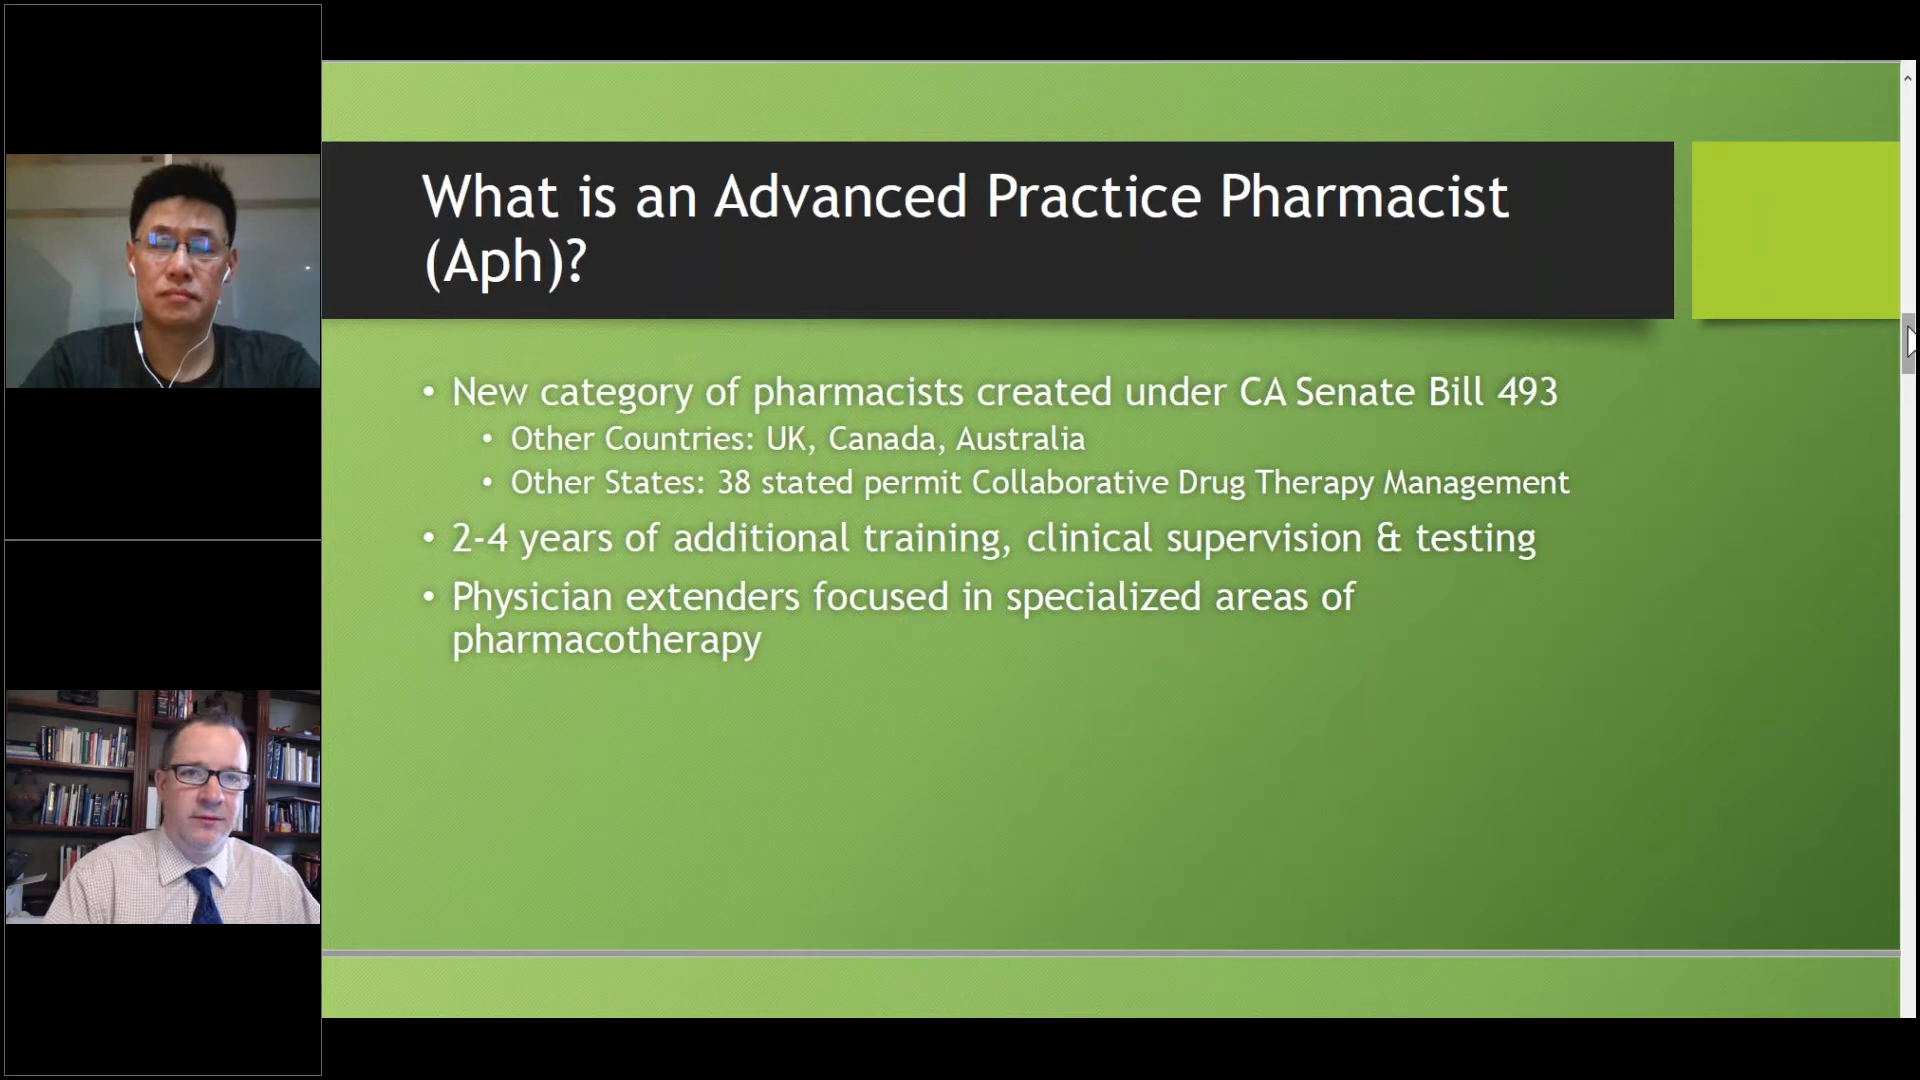 What is an Advanced Practice Pharmacist
(Aph)?
• New category of pharmacists created under CA Senate Bill 493
• Other Countries: UK, Canada, Australia
• Other States: 38 stated permit Collaborative Drug Therapy Management
• 2-4 years of additional training, clinical supervision & testing
• Physician extenders focused in specialized areas of
pharmacotherapy